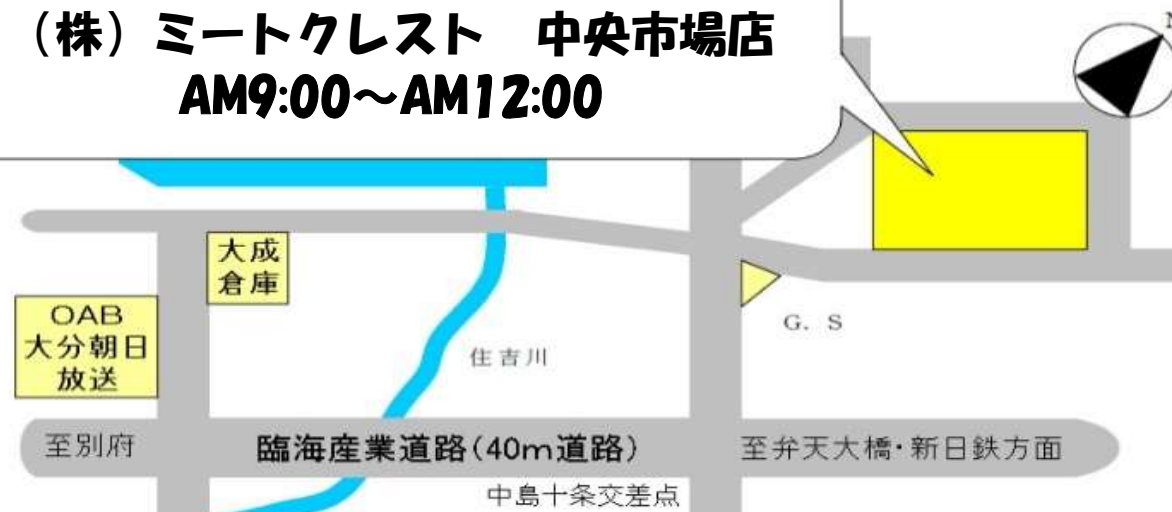 (株) ミートクレスト 中央市場店
AM9:00～AM12:00
N
大成
倉庫
OAB
大分朝日
放送
G. S
住吉川
至別府
臨海産業道路(40m道路)
至弁天大橋・新日鉄方面
中島十条交差点